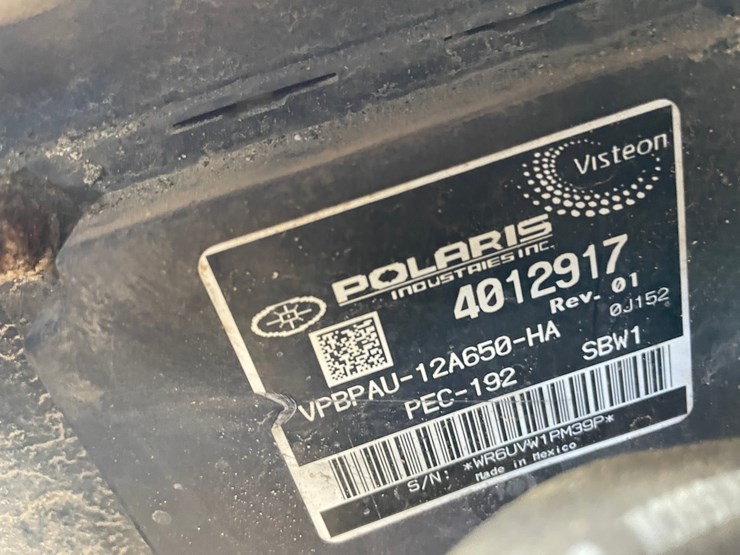 Visteon
POLARIS
INDUSTRIES INC.
4012917
Rev. 01
0J152
VPBPAU-12A650-HA
PEC-192
SBW1
S/N: *WR6UVW1PM39P*
Made in Mexico